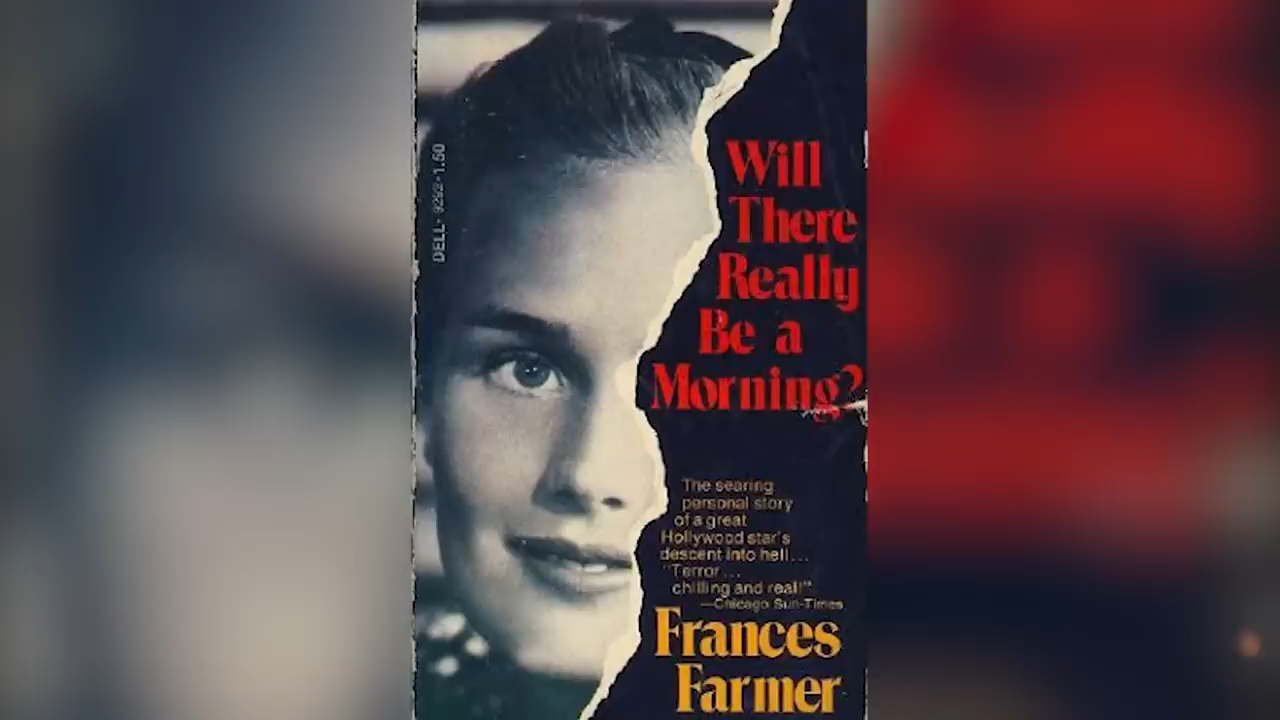 DELL · 9292 · 1.50
Will
There
Really
Be a
Morning?
The searing
personal story
of a great
Hollywood star's
descent into hell...
"Terror...
chilling and real!"
—Chicago Sun-Times
Frances
Farmer